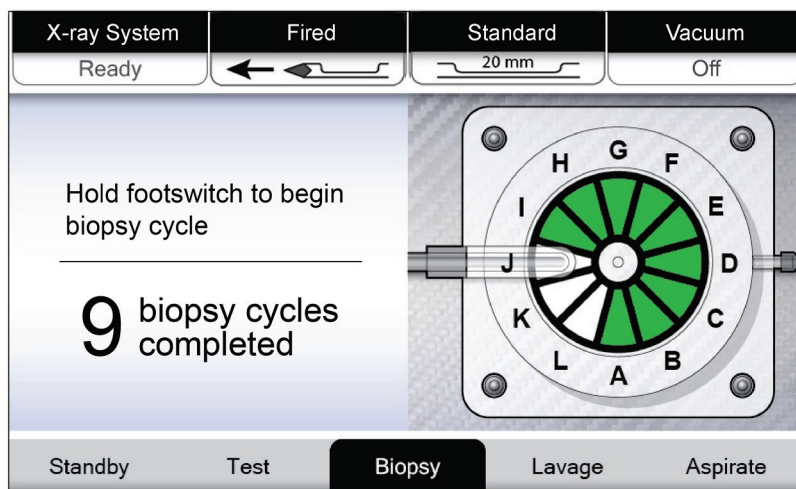 X-ray System
Fired
Standard
Vacuum
Ready
20 mm
Off
Hold footswitch to begin
biopsy cycle
9 biopsy cycles
completed
G
H F
I E
J D
K C
L B
A
Standby Test Biopsy Lavage Aspirate